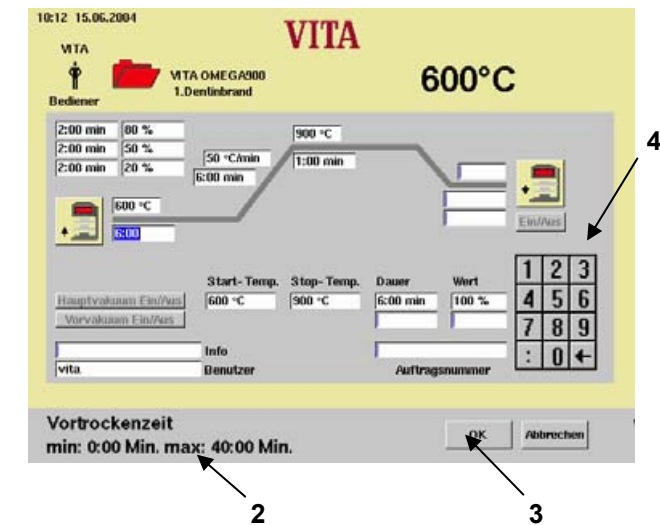 10:12 15.06.2004
VITA
VITA
Bediener
VITA OMEGA900
1.Dentinbrand
600°C
2:00 min 80 %
2:00 min 50 %
2:00 min 20 %
50 °C/min
6:00 min
900 °C
1:00 min
600 °C
6:00
Ein/Aus
4
Start-Temp. Stop-Temp. Dauer Wert
Hauptvakuum Ein/Aus 600 °C 900 °C 6:00 min 100 %
Vorvakuum Ein/Aus
1 2 3
4 5 6
7 8 9
: 0 ←
Info
vita Benutzer Auftragsnummer
Vortrockenzeit
min: 0:00 Min. max: 40:00 Min.
OK Abbrechen
2 3